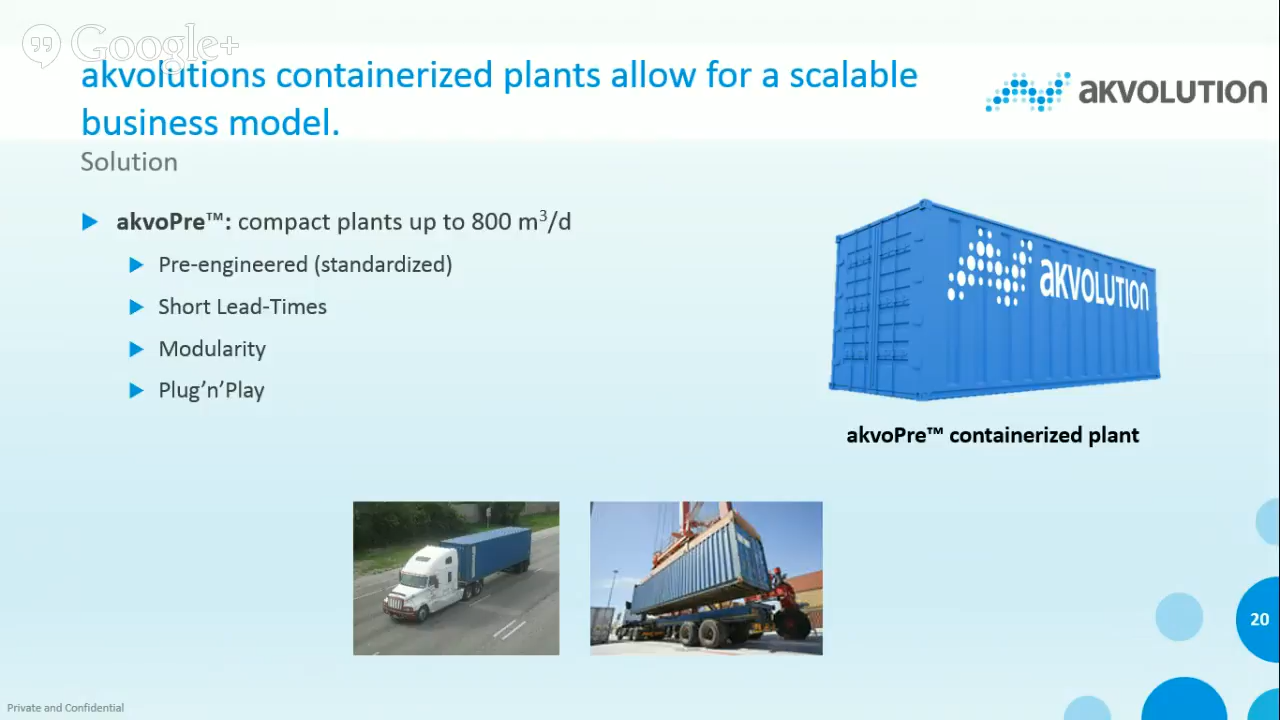 Google+
akvolutions containerized plants allow for a scalable
business model.
AKVOLUTION
Solution
akvoPre™: compact plants up to 800 m³/d
Pre-engineered (standardized)
Short Lead-Times
Modularity
Plug’n’Play
AKVOLUTION
akvoPre™ containerized plant
20
Private and Confidential